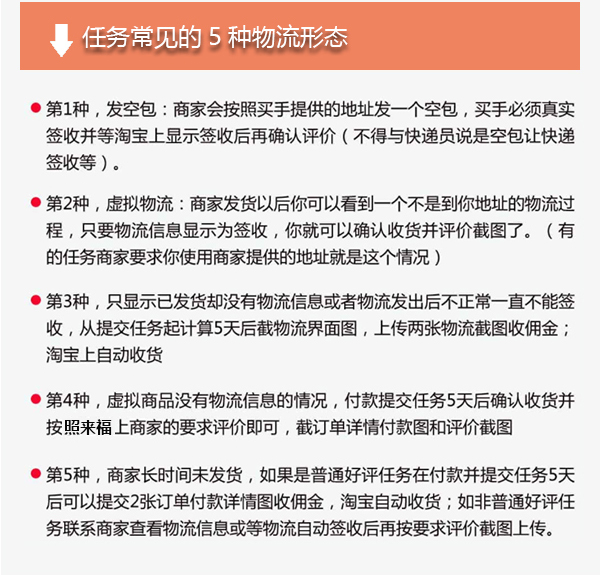 任务常见的 5 种物流形态
第1种，发空包：商家会按照买手提供的地址发一个空包，买手必须真实
签收并等淘宝上显示签收后再确认评价（不得与快递员说是空包让快递
签收等）。
第2种，虚拟物流：商家发货以后你可以看到一个不是到你地址的物流过
程，只要物流信息显示为签收，你就可以确认收货并评价截图了。（有
的任务商家要求你使用商家提供的地址就是这个情况）
第3种，只显示已发货却没有物流信息或者物流发出后不正常一直不能签
收，从提交任务起计算5天后截物流界面图，上传两张物流截图收佣金；
淘宝上自动收货
第4种，虚拟商品没有物流信息的情况，付款提交任务5天后确认收货并
按照来福上商家的要求评价即可，截订单详情付款图和评价截图
第5种，商家长时间未发货，如果是普通好评任务在付款并提交任务5天
后可以提交2张订单付款详情图收佣金，淘宝自动收货；如非普通好评任
务联系商家查看物流信息或等物流自动签收后再按要求评价截图上传。